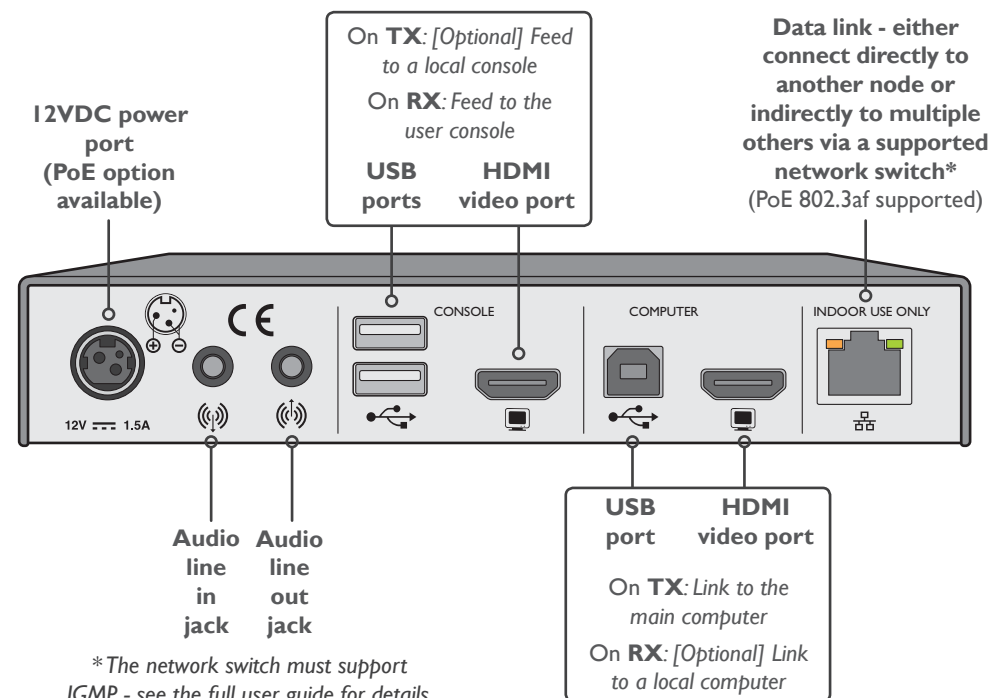 On TX: [Optional] Feed
to a local console
On RX: Feed to the
user console
USB
ports
HDMI
video port
Data link - either
connect directly to
another node or
indirectly to multiple
others via a supported
network switch*
(PoE 802.3af supported)
12VDC power
port
(PoE option
available)
CE
CONSOLE
COMPUTER
INDOOR USE ONLY
12V 1.5A
Audio
line
in
jack
Audio
line
out
jack
USB
port
HDMI
video port
On TX: Link to the
main computer
On RX: [Optional] Link
to a local computer
* The network switch must support
IGMP - see the full user guide for details